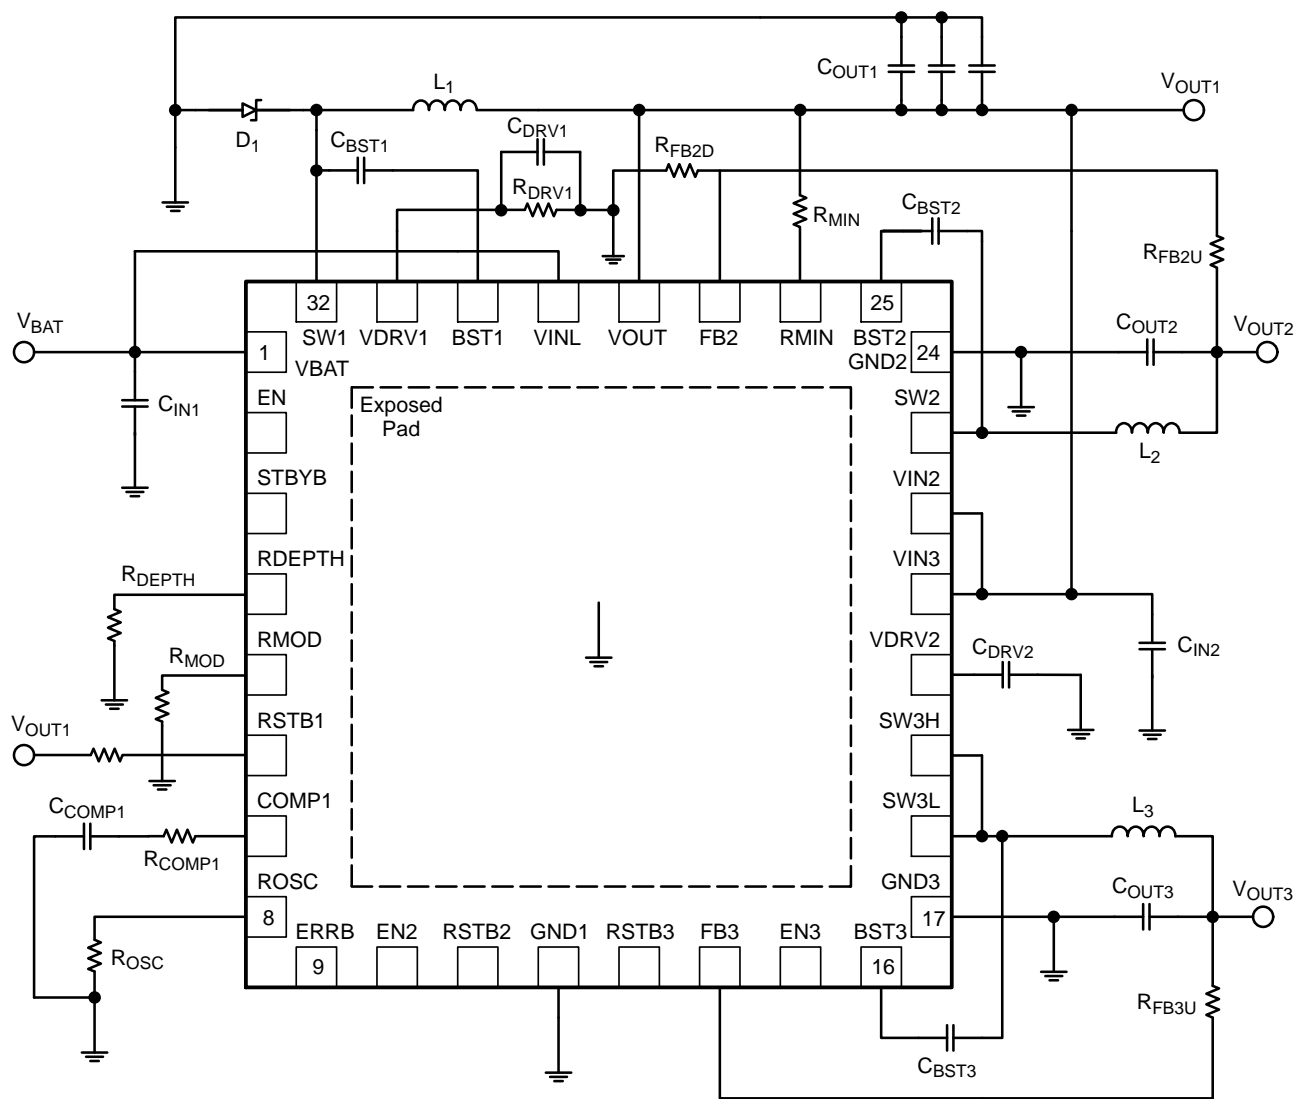 COUT1
VOUT1
L1
D1
CBST1
CDRV1
RDRV1
RFB2D
RMIN
CBST2
RFB2U
32
25
SW1 VDRV1 BST1 VINL VOUT FB2 RMIN BST2
VBAT
1
VBAT
GND2
24
COUT2
VOUT2
CIN1
EN
Exposed
Pad
SW2
L2
STBYB
VIN2
RDEPTH
RDEPTH
VIN3
RMOD
RMOD
VDRV2
CDRV2
CIN2
VOUT1
RSTB1
SW3H
CCOMP1
RCOMP1
COMP1
SW3L
L3
ROSC
8
GND3
17
COUT3
VOUT3
ROSC
ERRB EN2 RSTB2 GND1 RSTB3 FB3 EN3 BST3
9
16
RFB3U
CBST3